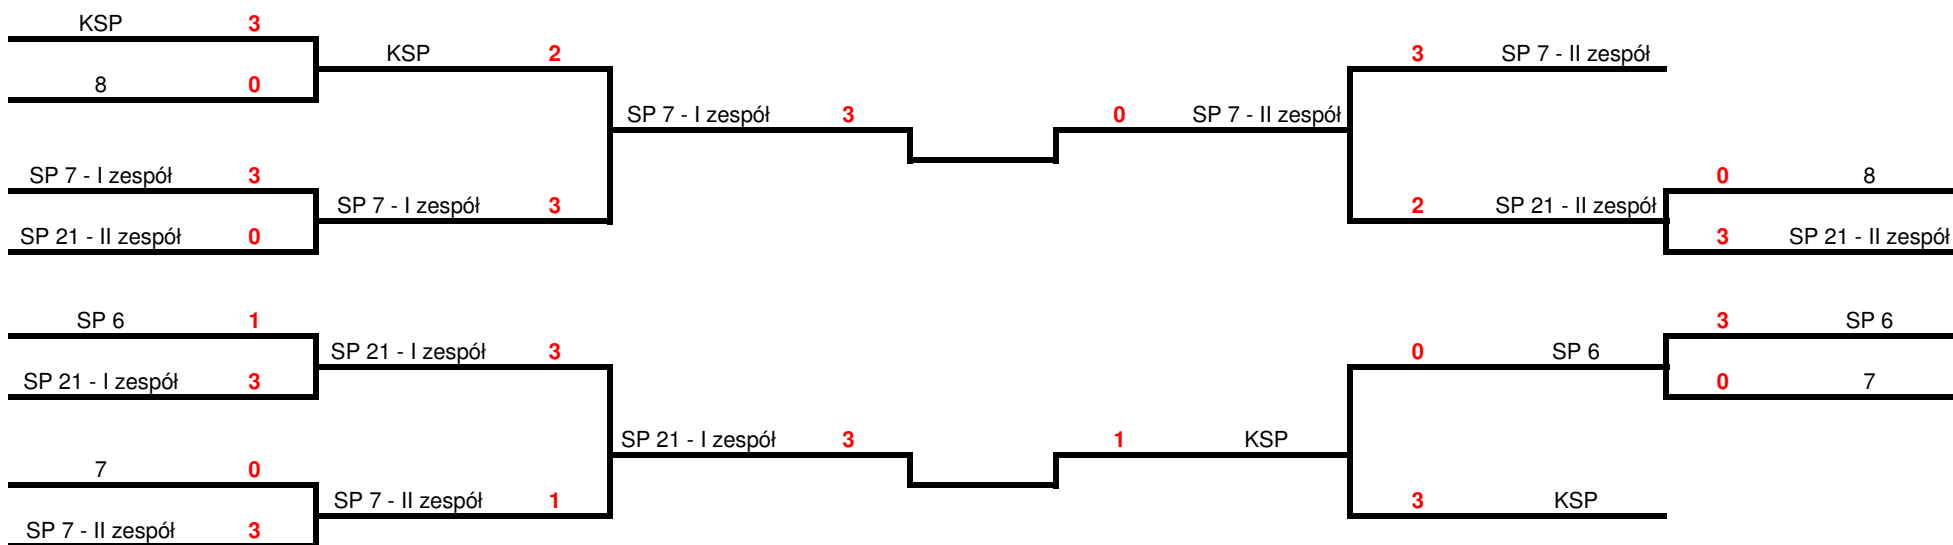 KSP 3
KSP 2
3 SP 7 - II zespół
8 0
SP 7 - I zespół 3
0 SP 7 - II zespół
SP 7 - I zespół 3
0 8
SP 7 - I zespół 3
2 SP 21 - II zespół
SP 21 - II zespół 0
3 SP 21 - II zespół
SP 6 1
3 SP 6
SP 21 - I zespół 3
0 SP 6
SP 21 - I zespół 3
0 7
SP 21 - I zespół 3
1 KSP
7 0
SP 7 - II zespół 1
3 KSP
SP 7 - II zespół 3